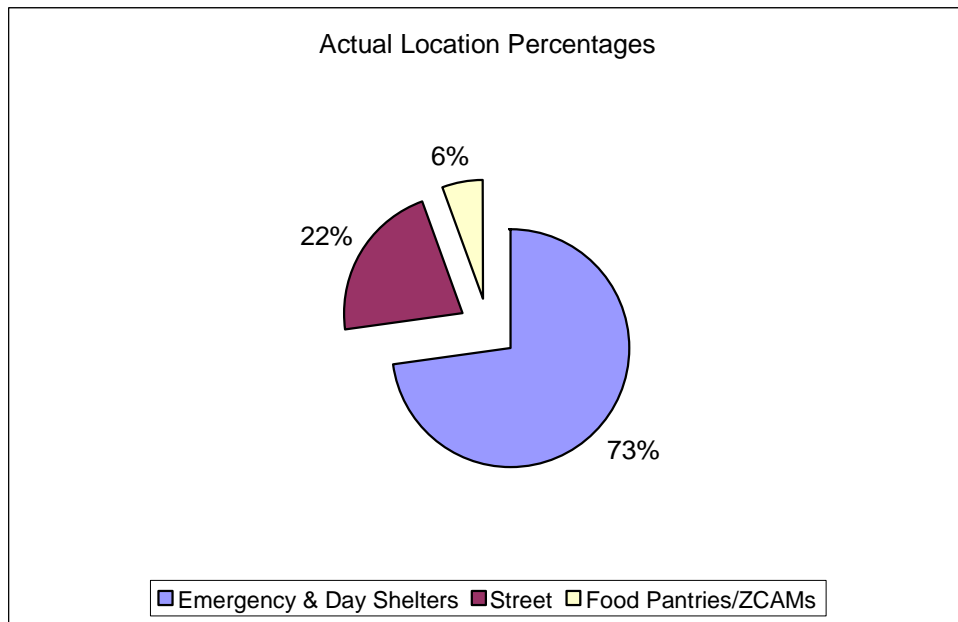 Actual Location Percentages
6%
22%
73%
Emergency & Day Shelters Street Food Pantries/ZCAMs